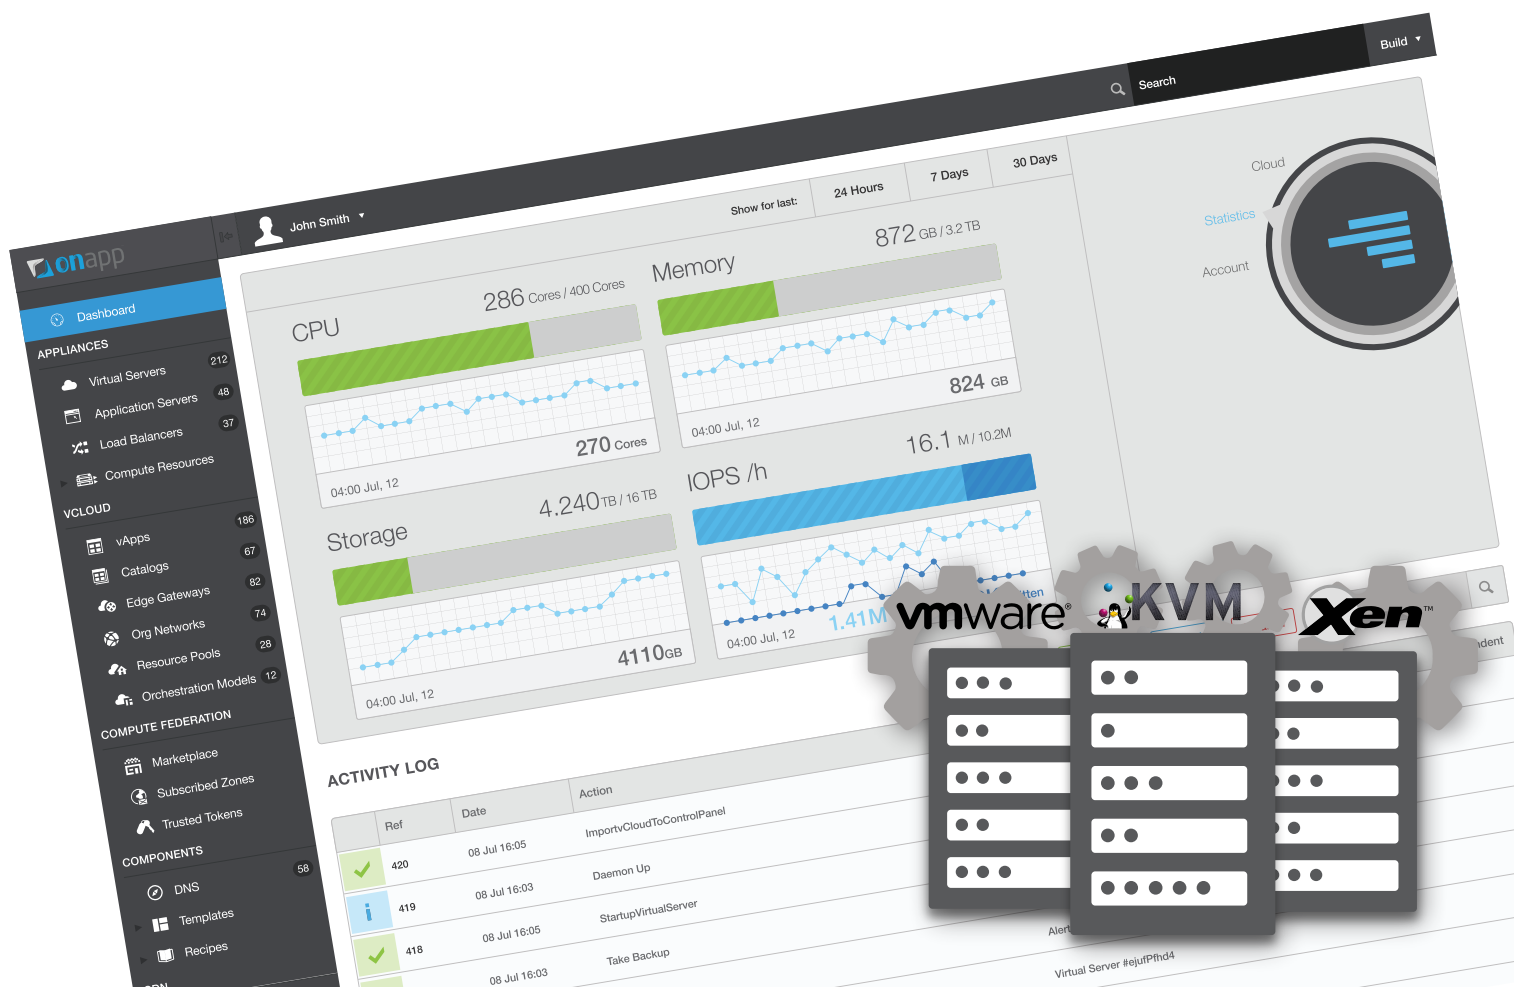 Build
Search
John Smith
onapp
Dashboard
APPLIANCES
Virtual Servers 212
Application Servers 48
Load Balancers 37
Compute Resources
VCLOUD
vApps 186
Catalogs 67
Edge Gateways 82
Org Networks 74
Resource Pools 28
Orchestration Models 12
COMPUTE FEDERATION
Marketplace
Subscribed Zones
Trusted Tokens
COMPONENTS
DNS 58
Templates
Recipes
Show for last: 24 Hours 7 Days 30 Days
CPU 286 Cores / 400 Cores
270 Cores
04:00 Jul, 12
Memory 872 GB / 3.2 TB
824 GB
04:00 Jul, 12
Storage 4.240 TB / 16 TB
4110 GB
04:00 Jul, 12
IOPS /h 16.1 M / 10.2M
04:00 Jul, 12 1.41M
Cloud
Statistics
Account
vmware®
KVM
Xen™
ACTIVITY LOG
Ref Date Action
420 08 Jul 16:05 ImportvCloudToControlPanel
419 08 Jul 16:03 Daemon Up
418 08 Jul 16:05 StartupVirtualServer
08 Jul 16:03 Take Backup
Virtual Server #ejufPfhd4